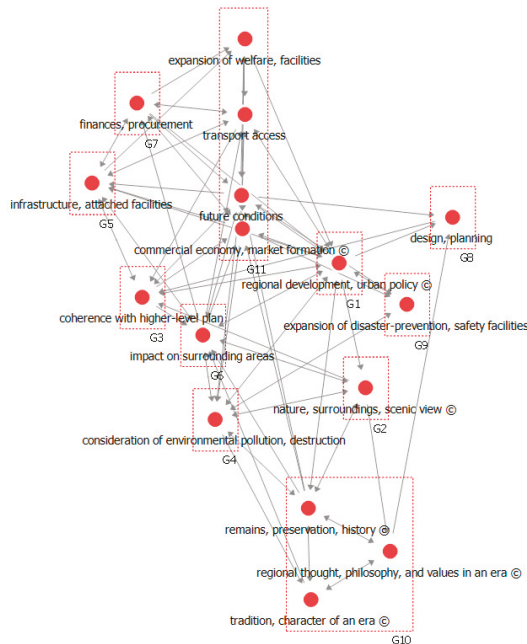 expansion of welfare, facilities
finances, procurement
transport access
G7
infrastructure, attached facilities
G5
future conditions
design, planning
G8
commercial economy, market formation ©
G11
regional development, urban policy ©
G1
coherence with higher-level plan
G3
expansion of disaster-prevention, safety facilities
G9
impact on surrounding areas
G6
nature, surroundings, scenic view ©
G2
consideration of environmental pollution, destruction
G4
remains, preservation, history ©
regional thought, philosophy, and values in an era ©
tradition, character of an era ©
G10